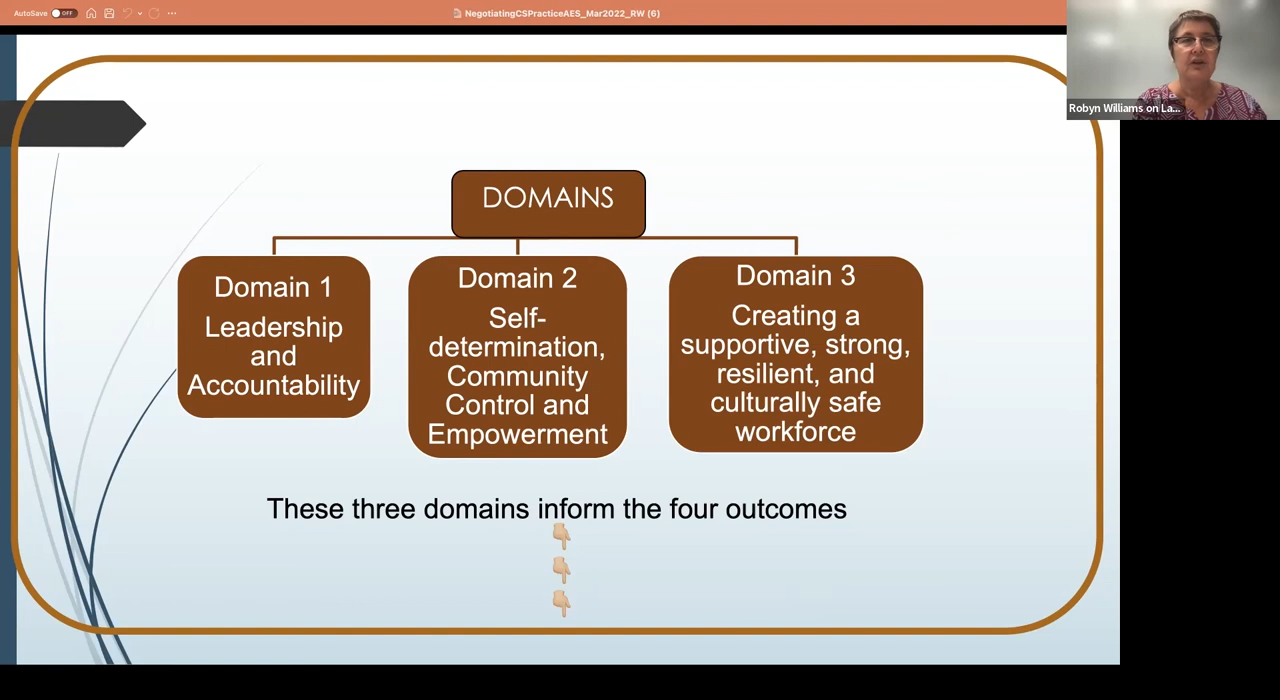 AutoSave OFF
NegotiatingCSPracticeAES_Mar2022_RW (6)
Robyn Williams on La...
DOMAINS
Domain 1
Leadership
and
Accountability
Domain 2
Self-
determination,
Community
Control and
Empowerment
Domain 3
Creating a
supportive, strong,
resilient, and
culturally safe
workforce
These three domains inform the four outcomes